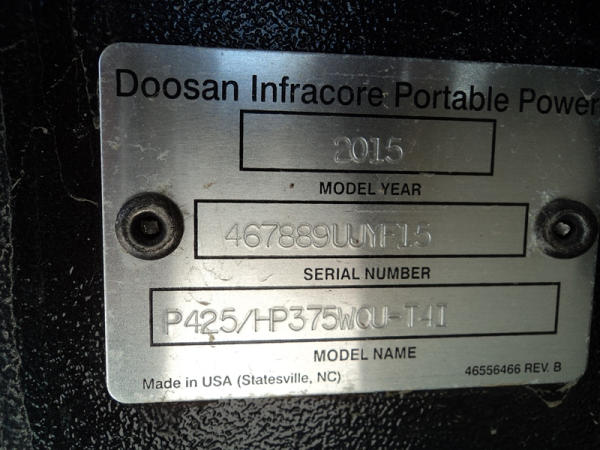 Doosan Infracore Portable Power
2015
MODEL YEAR
467889UJYF15
SERIAL NUMBER
P425/HP375WCU-T4I
MODEL NAME
Made in USA (Statesville, NC)
46556466 REV. B